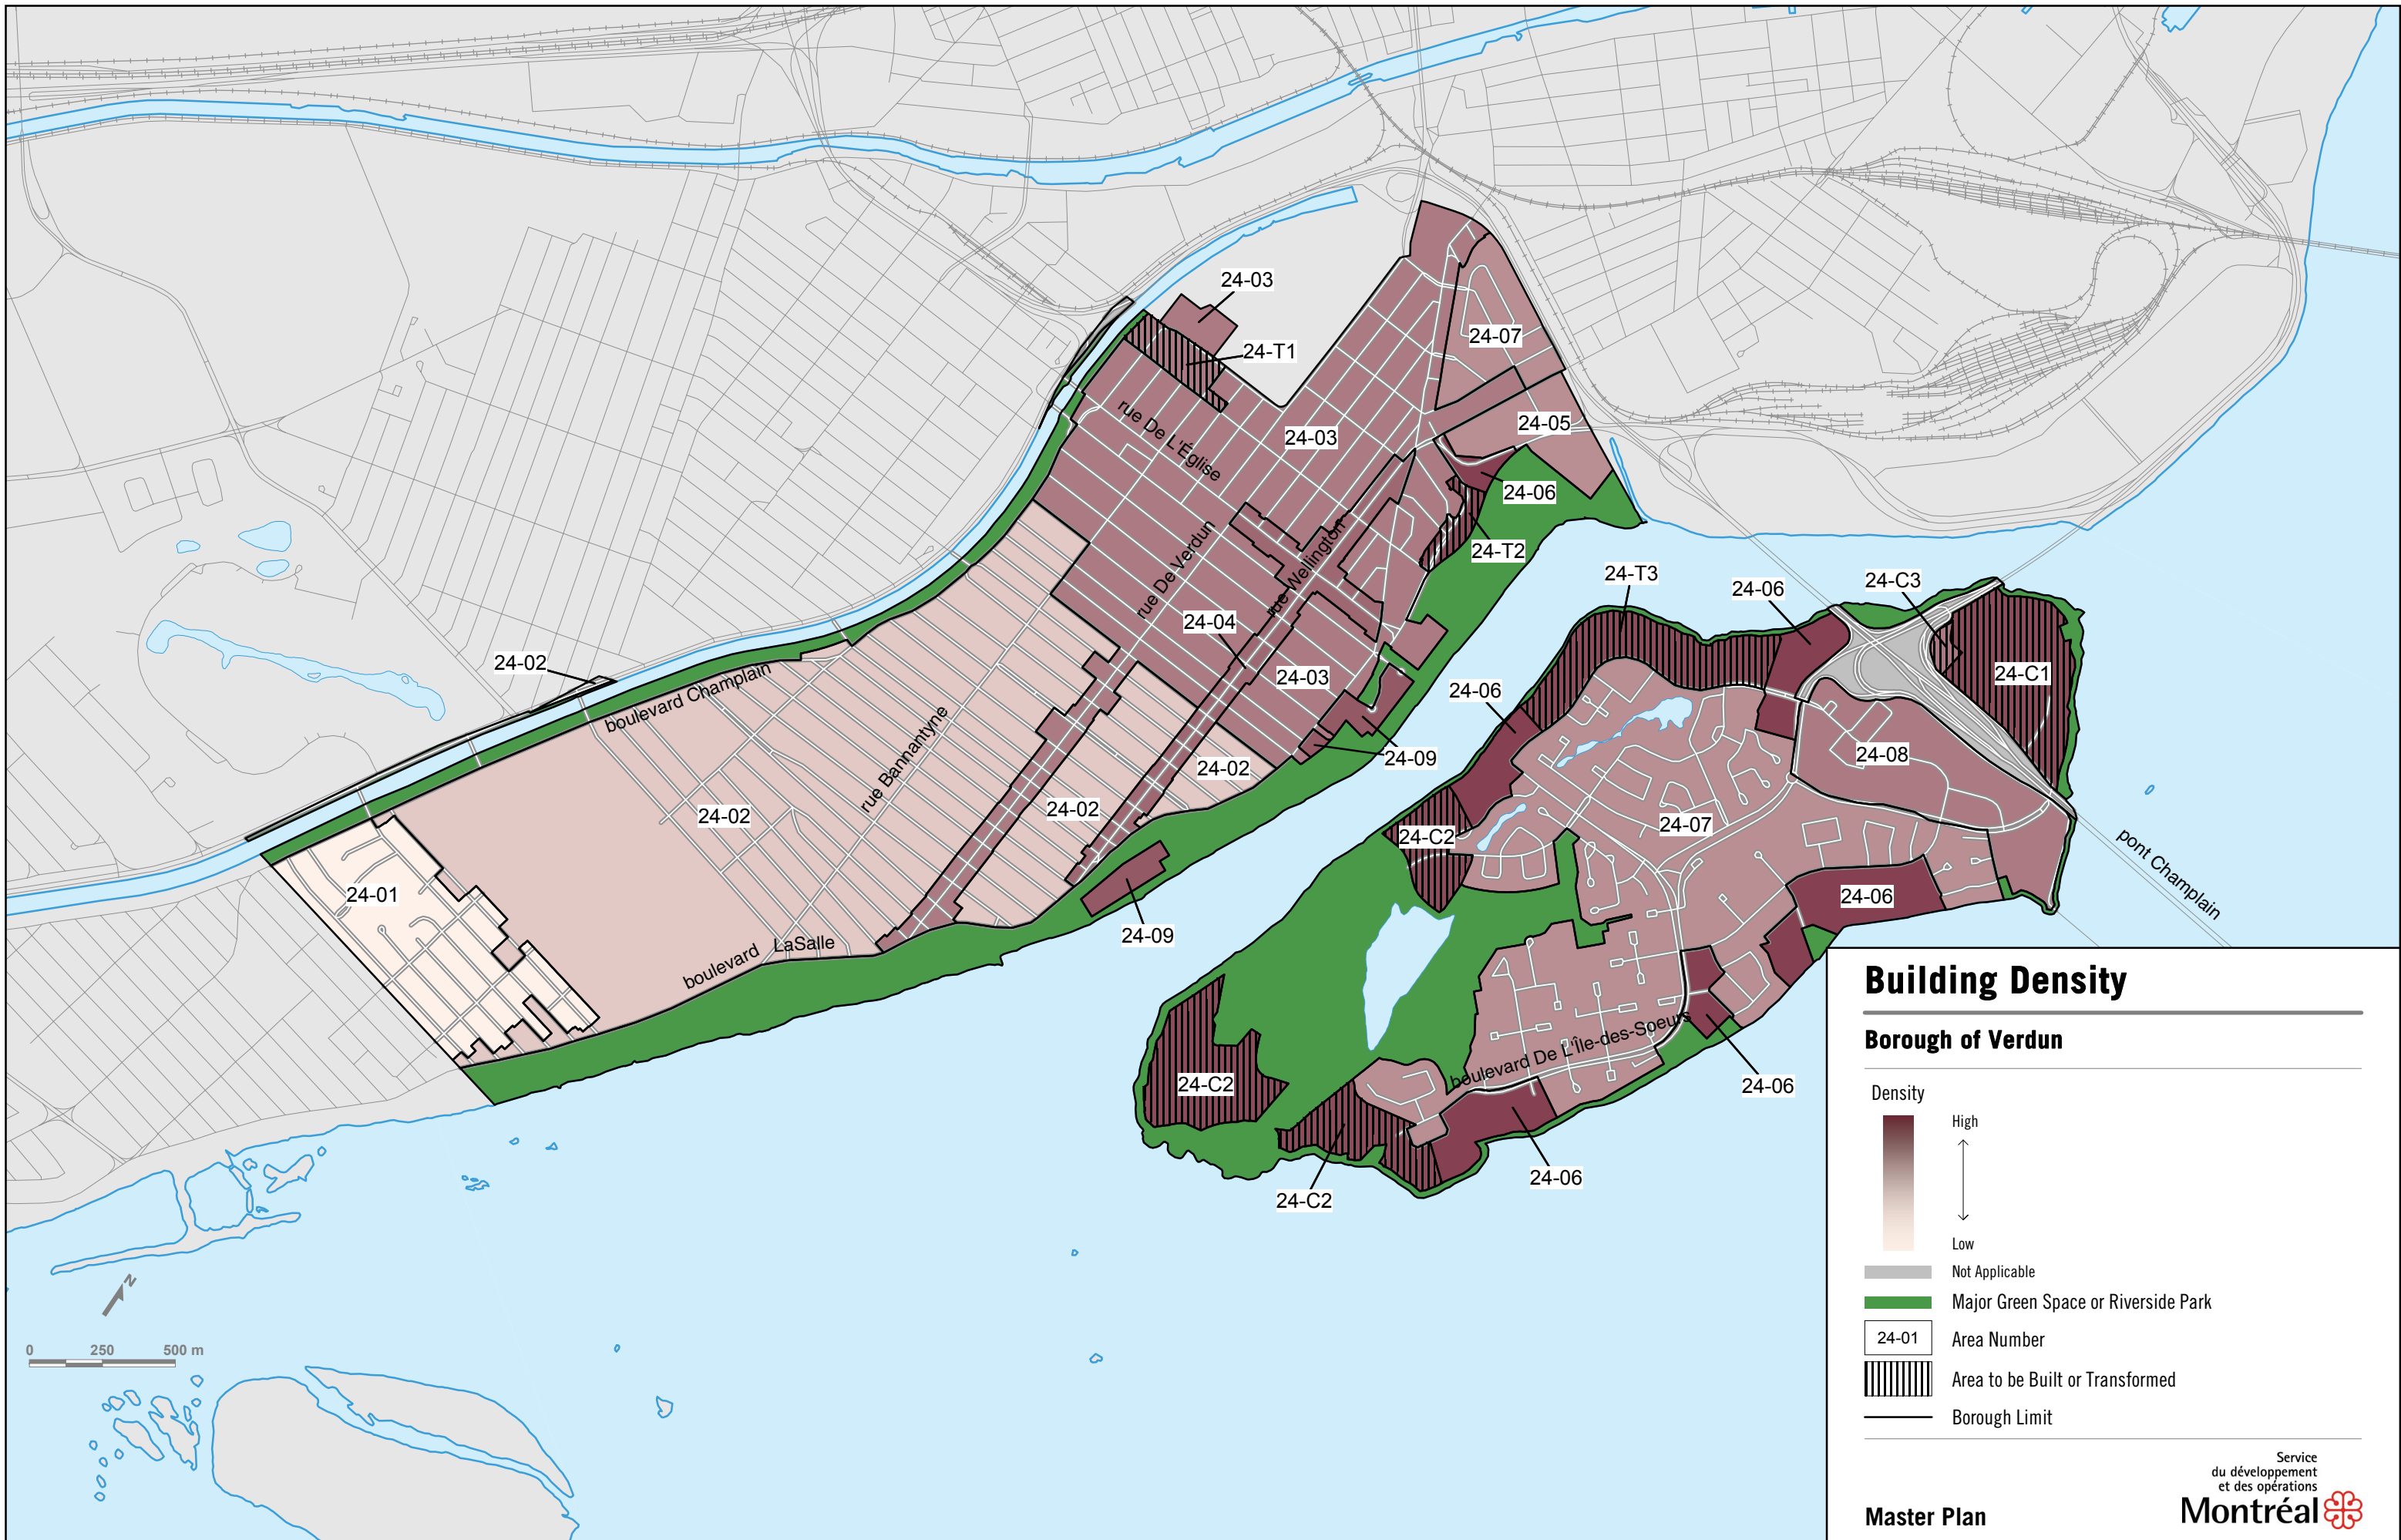 24-03
24-T1
24-07
rue De L'Église
24-03
24-05
24-06
rue De Verdun
rue Wellington
24-T2
24-T3
24-C3
24-06
24-04
24-02
24-03
24-C1
boulevard Champlain
24-06
rue Bannantyne
24-09
24-08
24-02
24-02
24-02
24-07
24-C2
pont Champlain
24-01
24-06
24-09
boulevard LaSalle
boulevard De L'Île-des-Soeurs
24-C2
24-06
24-06
24-C2
N
0 250 500 m
Building Density
Borough of Verdun
Density
High
Low
Not Applicable
Major Green Space or Riverside Park
24-01 Area Number
Area to be Built or Transformed
Borough Limit
Service
du développement
et des opérations
Montréal
Master Plan